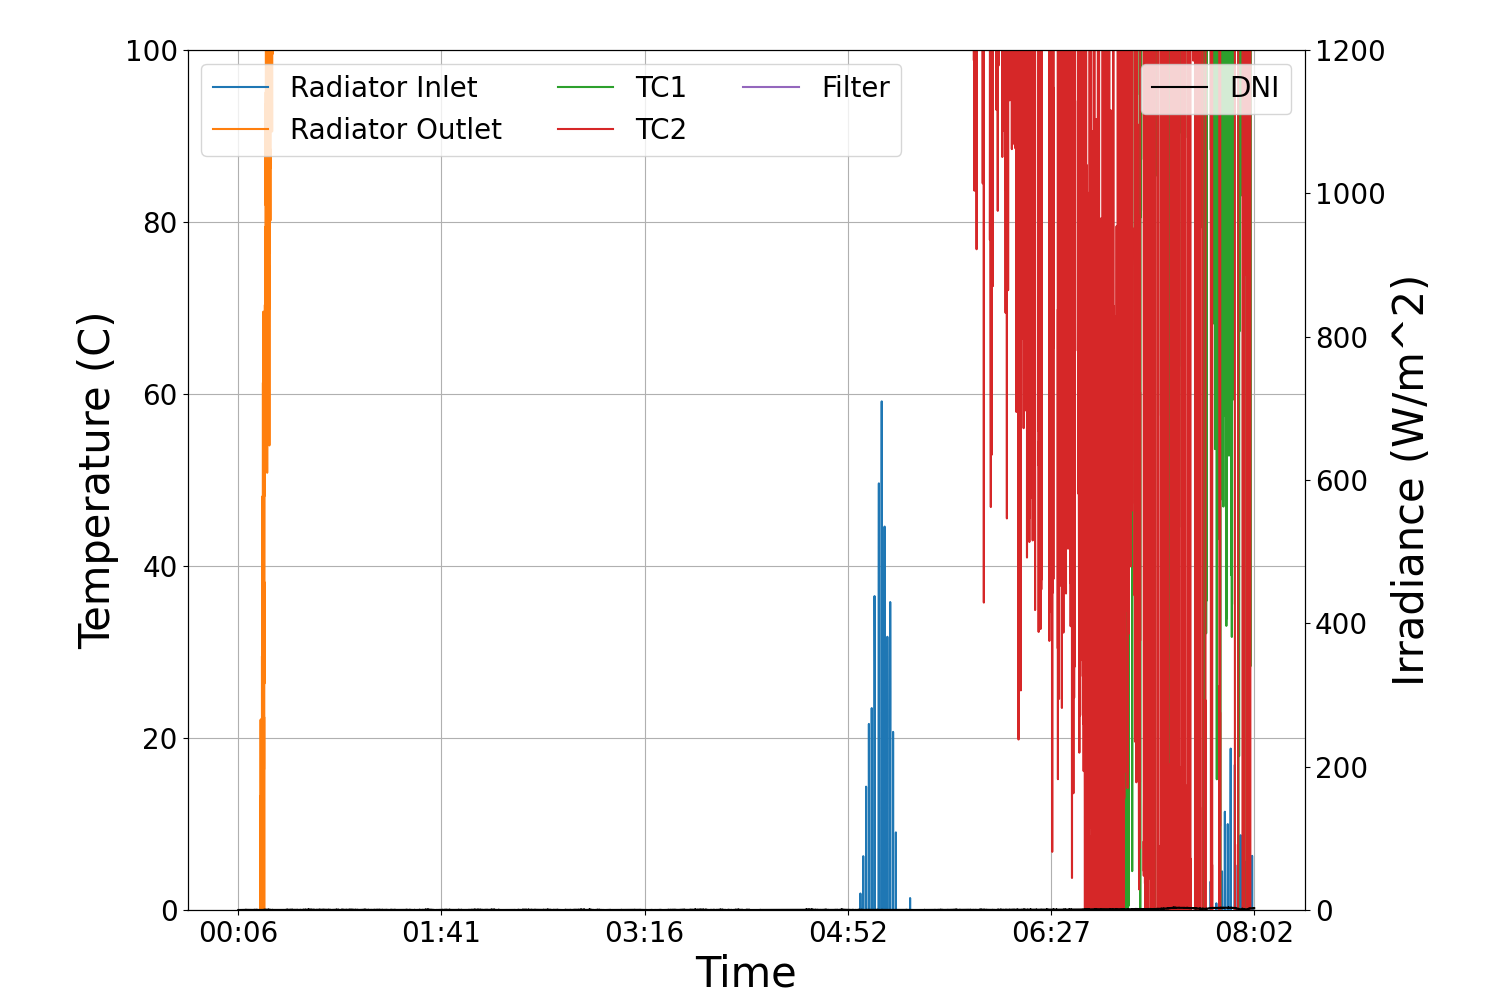 100
80
60
40
20
0
Temperature (C)
Radiator Inlet
Radiator Outlet
TC1
TC2
Filter
DNI
1200
1000
800
600
400
200
0
Irradiance (W/m^2)
00:06 01:41 03:16 04:52 06:27 08:02
Time